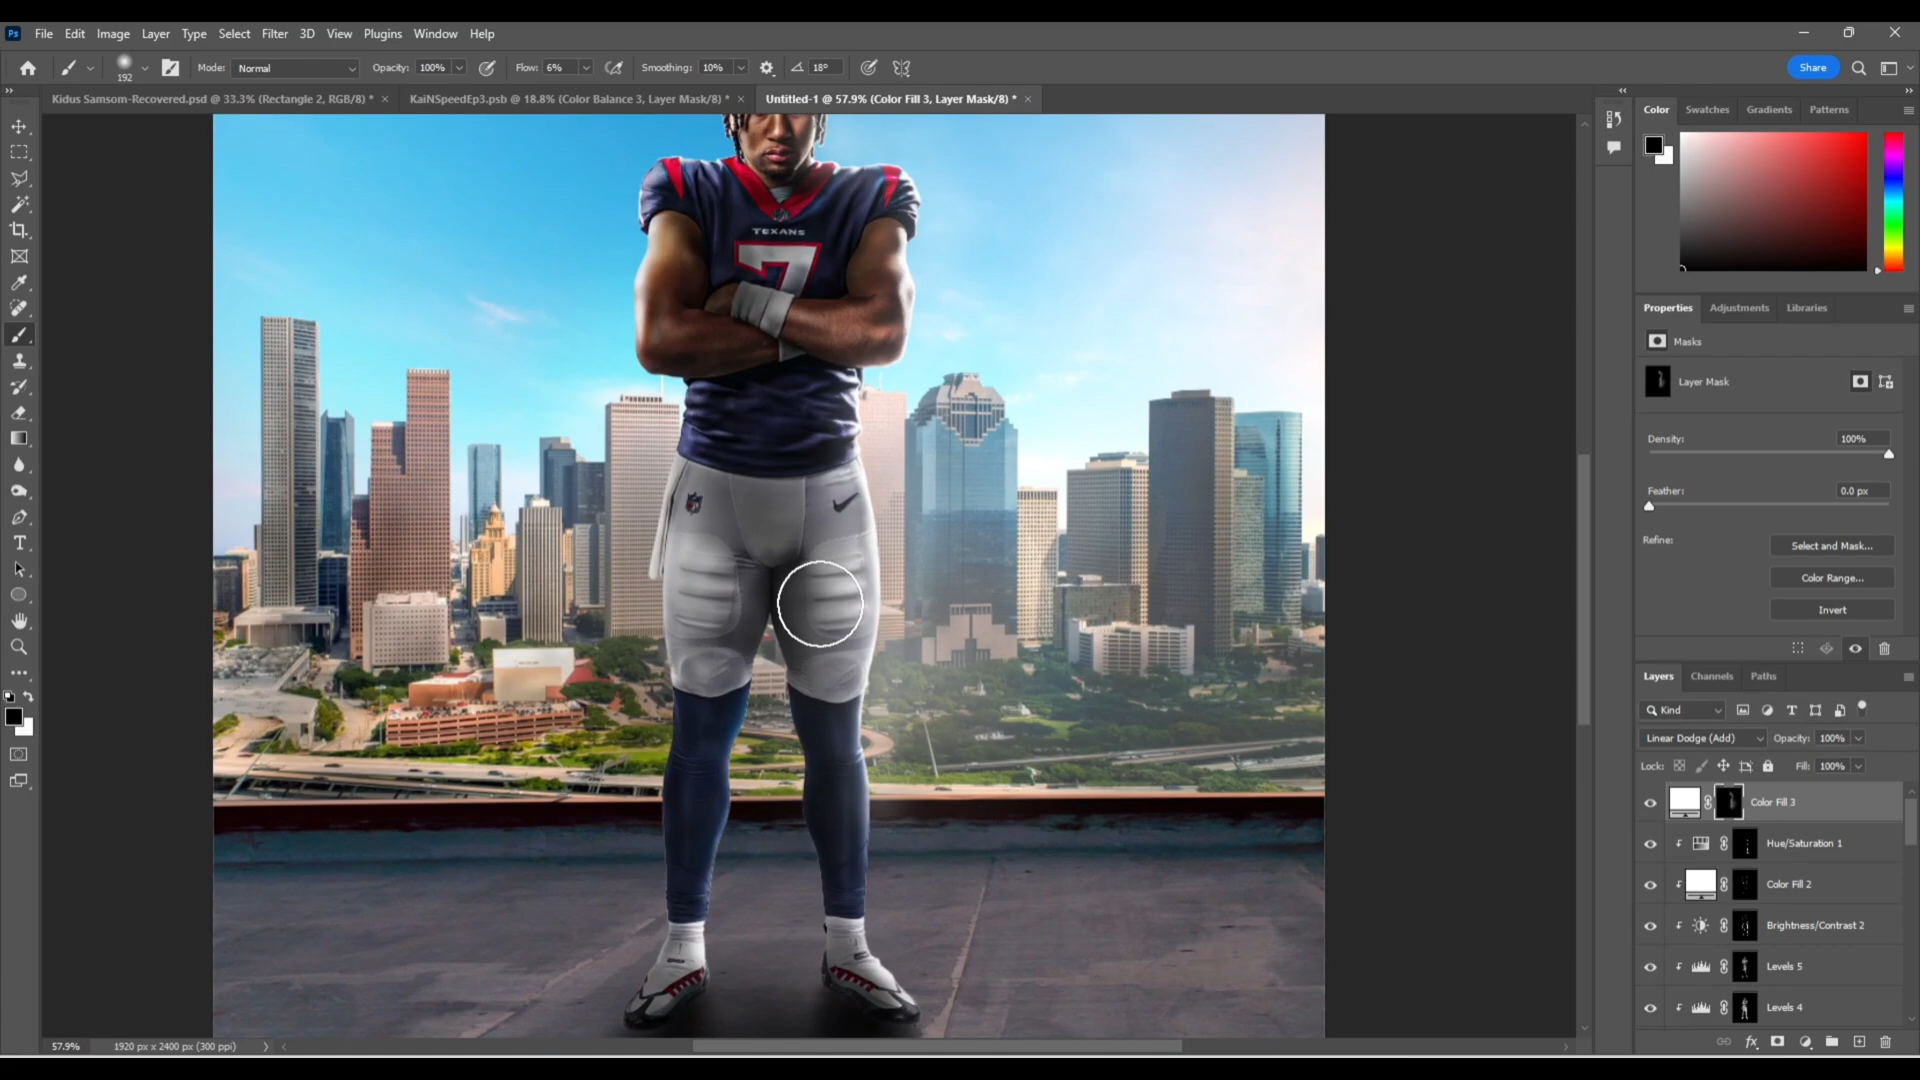 Ps File Edit Image Layer Type Select Filter 3D View Plugins Window Help
192 Mode: Normal Opacity: 100% Flow: 6% Smoothing: 10% 18° Share
Kidus Samsom-Recovered.psd @ 33.3% (Rectangle 2, RGB/8) * × KaiNSpeedEp3.psb @ 18.8% (Color Balance 3, Layer Mask/8) * × Untitled-1 @ 57.9% (Color Fill 3, Layer Mask/8) * ×
Color Swatches Gradients Patterns
TEXANS
7
Properties Adjustments Libraries
Masks
Layer Mask
Density: 100%
Feather: 0.0 px
Refine: Select and Mask...
Color Range...
Invert
Layers Channels Paths
Kind
Linear Dodge (Add) Opacity: 100%
Lock: Fill: 100%
Color Fill 3
Hue/Saturation 1
Color Fill 2
Brightness/Contrast 2
Levels 5
Levels 4
57.9% 1920 px x 2400 px (300 ppi)
fx